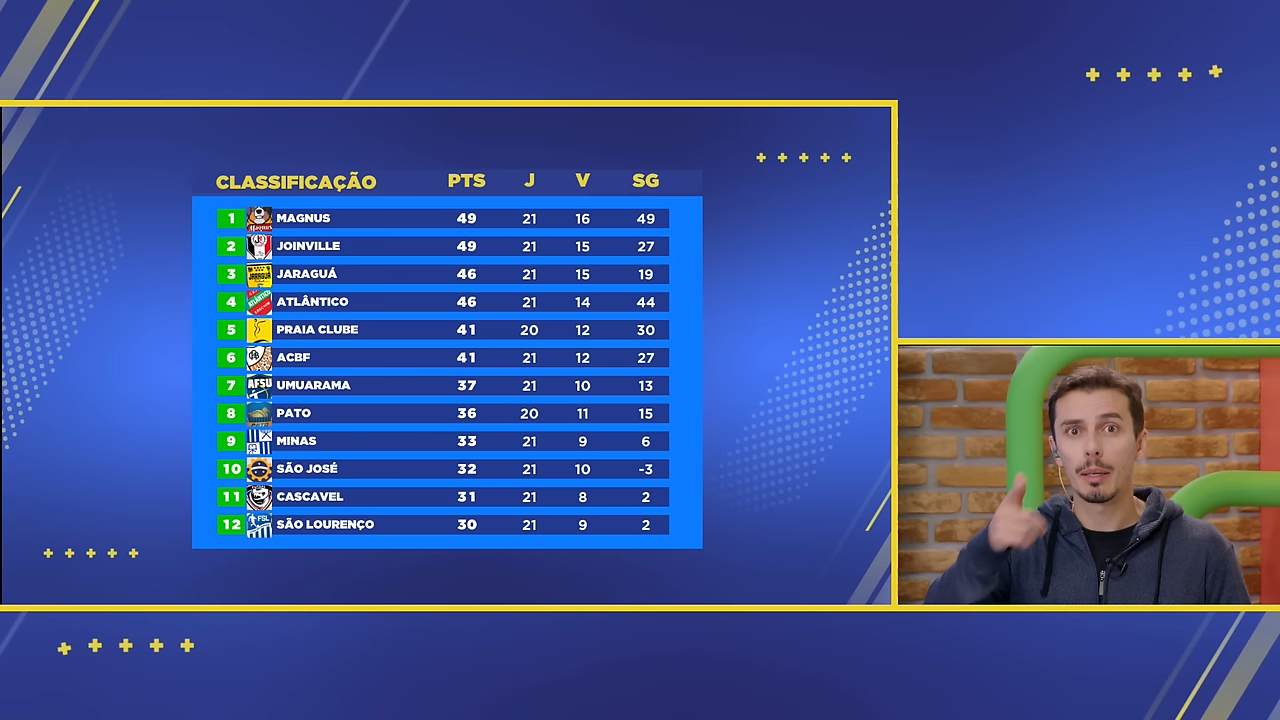 CLASSIFICAÇÃO PTS J V SG
1 MAGNUS 49 21 16 49
2 JOINVILLE 49 21 15 27
3 JARAGUÁ 46 21 15 19
4 ATLÂNTICO 46 21 14 44
5 PRAIA CLUBE 41 20 12 30
6 ACBF 41 21 12 27
7 AFSU UMUARAMA 37 21 10 13
8 PATO 36 20 11 15
9 MINAS 33 21 9 6
10 SÃO JOSÉ 32 21 10 -3
11 CASCAVEL 31 21 8 2
12 FSL SÃO LOURENÇO 30 21 9 2